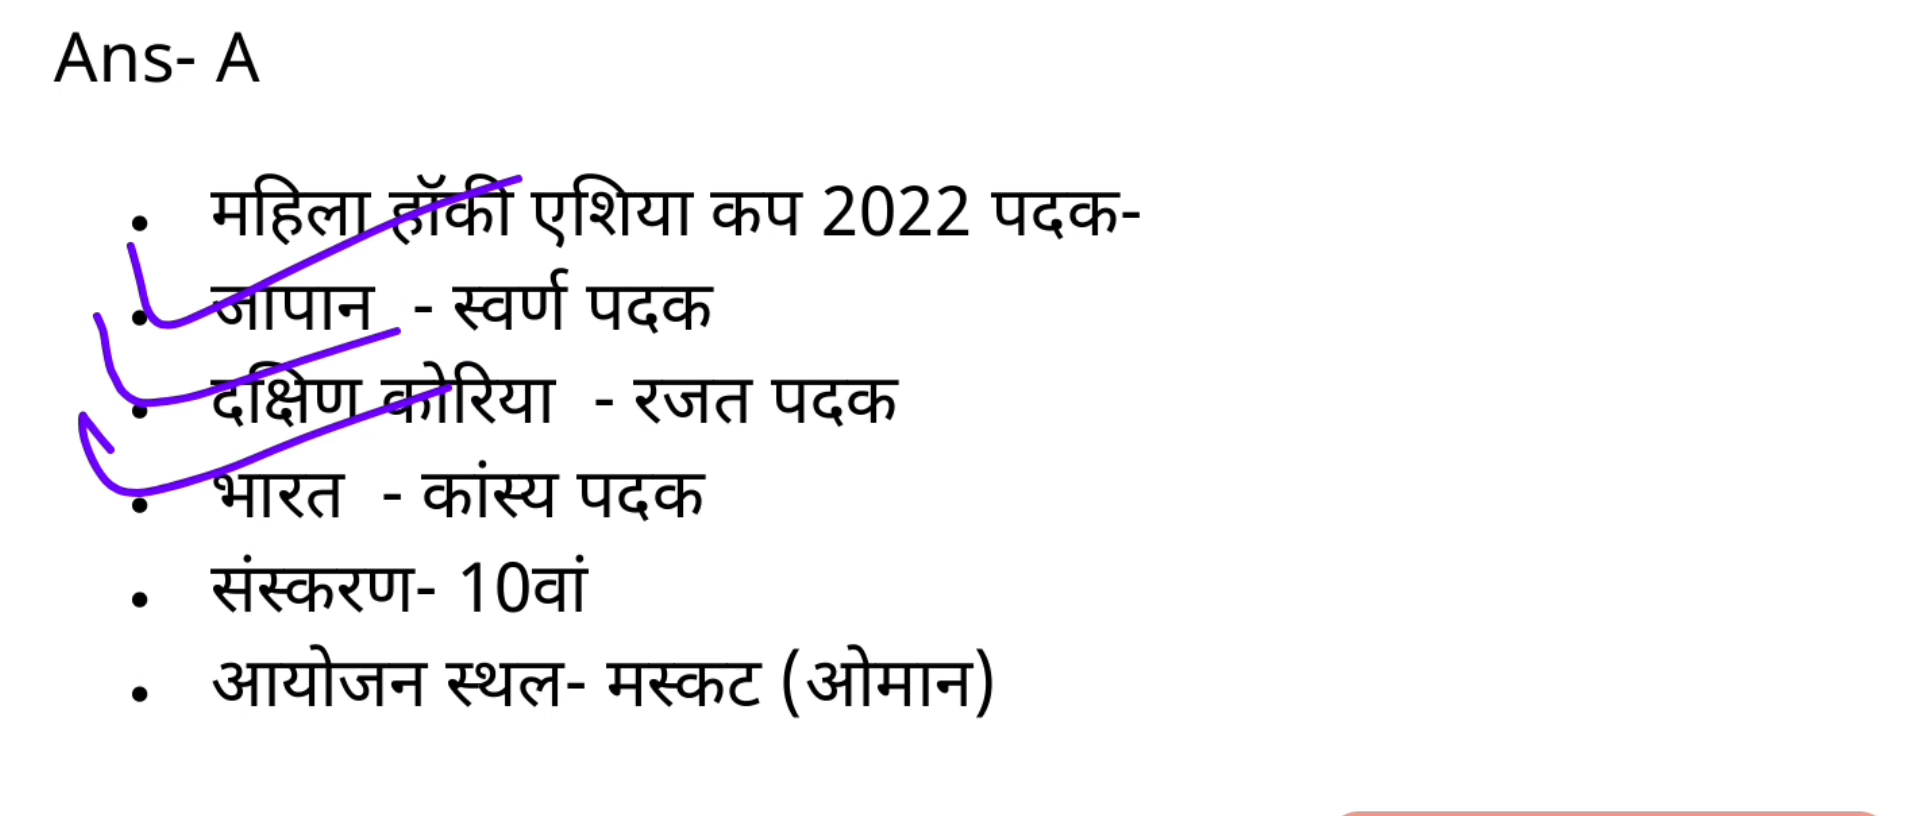 Ans- A
• महिला हॉकी एशिया कप 2022 पदक-
• जापान - स्वर्ण पदक
• दक्षिण कोरिया - रजत पदक
• भारत - कांस्य पदक
• संस्करण- 10वां
• आयोजन स्थल- मस्कट (ओमान)